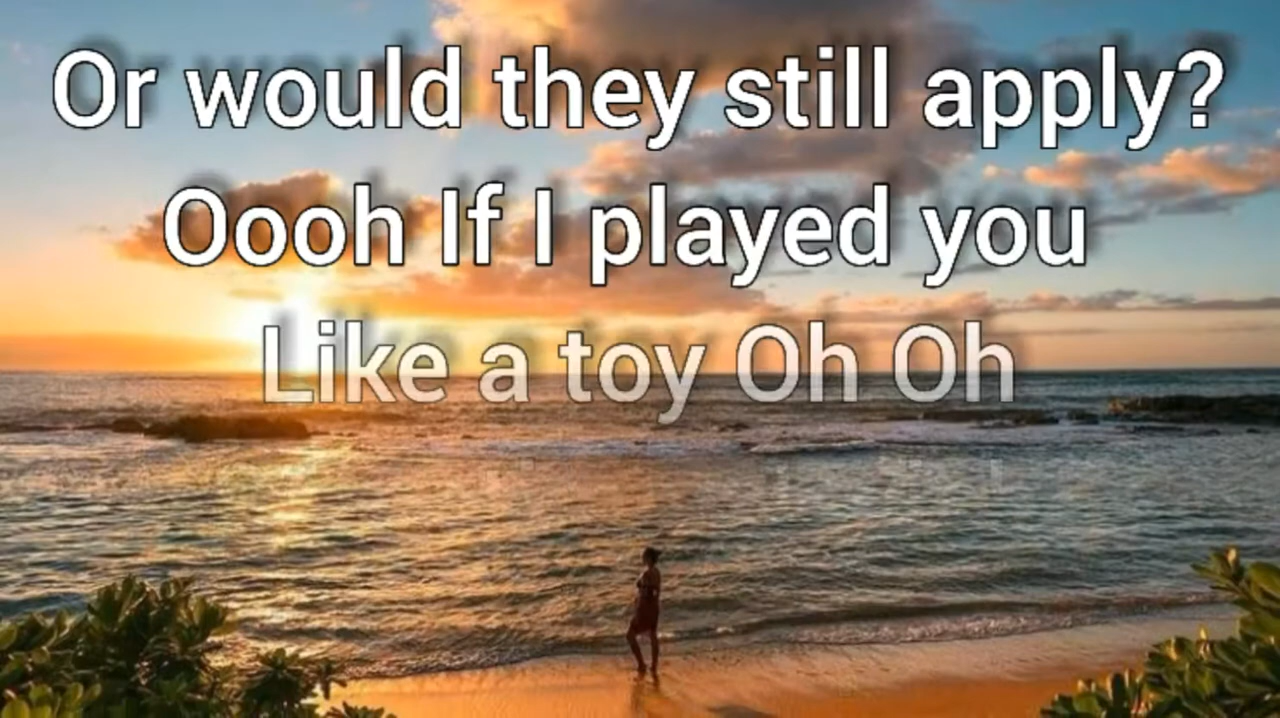 Or would they still apply?
Oooh If I played you
Like a toy Oh Oh